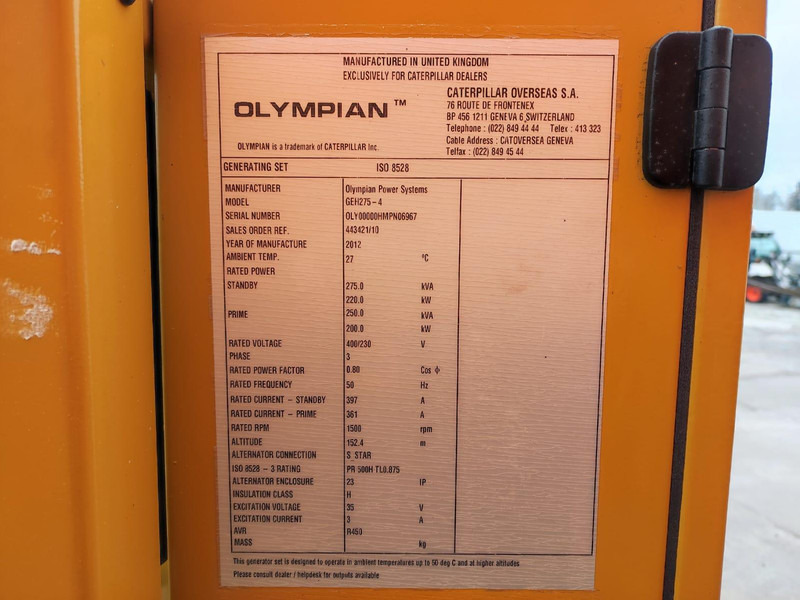 MANUFACTURED IN UNITED KINGDOM
EXCLUSIVELY FOR CATERPILLAR DEALERS
OLYMPIAN™
OLYMPIAN is a trademark of CATERPILLAR Inc.
CATERPILLAR OVERSEAS S.A.
76 ROUTE DE FRONTENEX
BP 456 1211 GENEVA 6 SWITZERLAND
Telephone : (022) 849 44 44 Telex : 413 323
Cable Address : CATOVERSEA GENEVA
Telfax : (022) 849 45 44
GENERATING SET ISO 8528
MANUFACTURER Olympian Power Systems
MODEL GEH275-4
SERIAL NUMBER OLY00000HMPN06967
SALES ORDER REF. 443421/10
YEAR OF MANUFACTURE 2012
AMBIENT TEMP. 27 °C
RATED POWER
STANDBY 275.0 kVA
220.0 kW
PRIME 250.0 kVA
200.0 kW
RATED VOLTAGE 400/230 V
PHASE 3
RATED POWER FACTOR 0.80 Cos ϕ
RATED FREQUENCY 50 Hz
RATED CURRENT - STANDBY 397 A
RATED CURRENT - PRIME 361 A
RATED RPM 1500 rpm
ALTITUDE 152.4 m
ALTERNATOR CONNECTION S_STAR
ISO 8528 - 3 RATING PR 500H TL0.875
ALTERNATOR ENCLOSURE 23 IP
INSULATION CLASS H
EXCITATION VOLTAGE 35 V
EXCITATION CURRENT 3 A
AVR R450
MASS kg
This generator set is designed to operate in ambient temperatures up to 50 deg C and at higher altitudes
Please consult dealer / helpdesk for outputs available